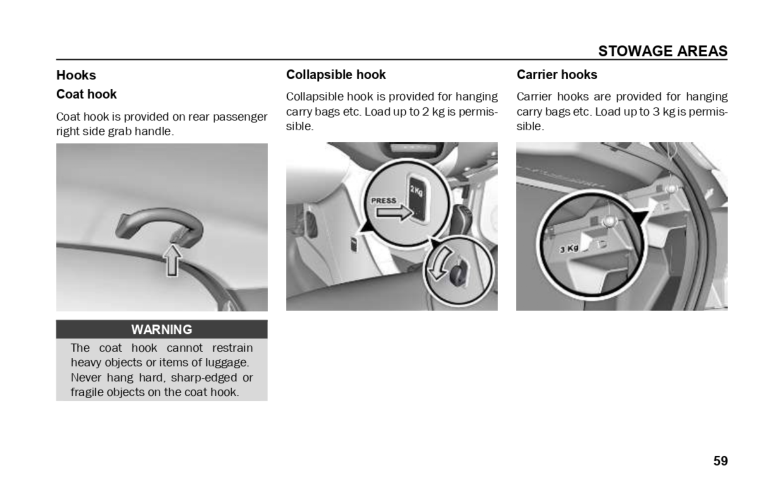 STOWAGE AREAS
Hooks
Coat hook
Coat hook is provided on rear passenger
right side grab handle.
WARNING
The coat hook cannot restrain
heavy objects or items of luggage.
Never hang hard, sharp-edged or
fragile objects on the coat hook.
Collapsible hook
Collapsible hook is provided for hanging
carry bags etc. Load up to 2 kg is permis-
sible.
2Kg
PRESS
Carrier hooks
Carrier hooks are provided for hanging
carry bags etc. Load up to 3 kg is permis-
sible.
3 Kg
59